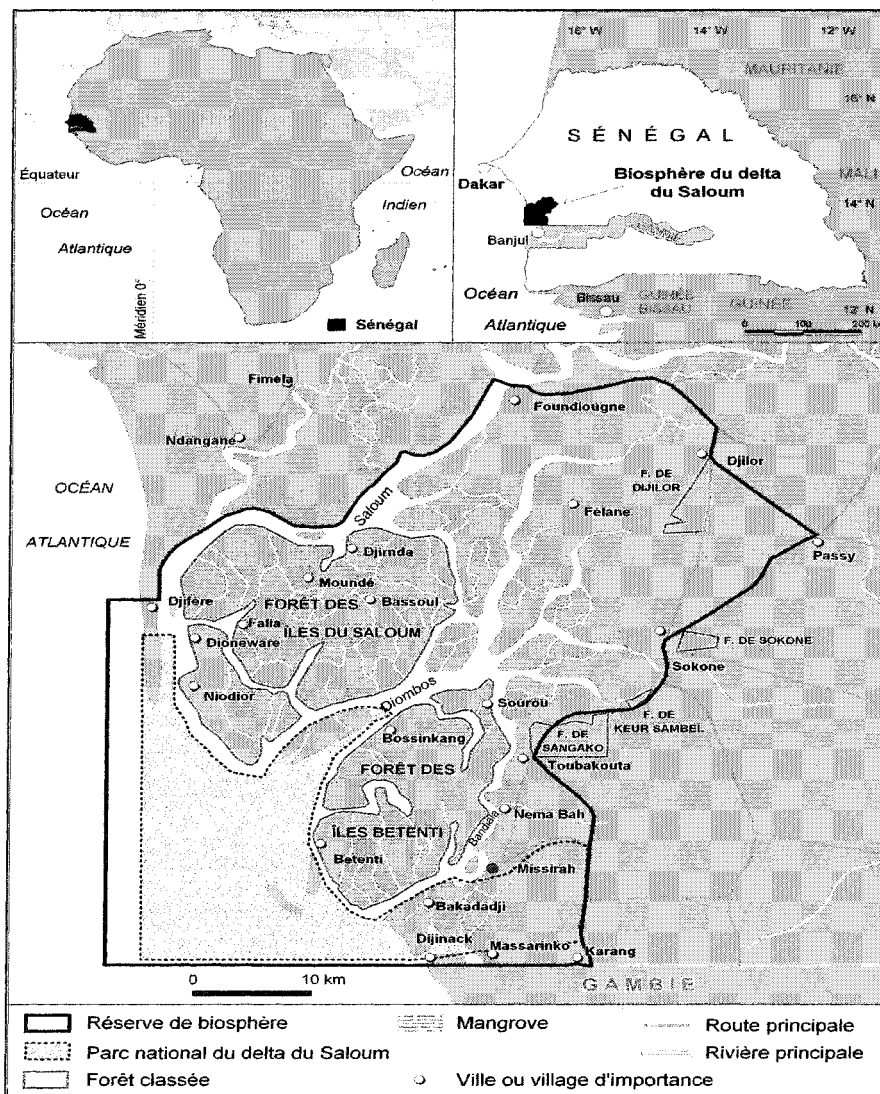 Équateur
Océan
Atlantique
Méridien 0°
Océan
Indien
Sénégal
16° W
14° W
12° W
MAURITANIE
16° N
SÉNÉGAL
MALI
Dakar
Biosphère du delta
du Saloum
14° N
Banjul
Océan
Atlantique
Bissau
GUINÉE
BISSAU
GUINÉE
12° N
0 100 200 k
Fimela
Ndangane
Foundiougne
Djilor
F. DE
DIJILOR
OCÉAN
ATLANTIQUE
Saloum
Félane
Passy
Djirnda
Moundé
Bassoul
FORÊT DES
ÎLES DU SALOUM
Djifère
Falia
Dioneware
F. DE SOKONE
Sokone
Niodior
Diombos
Sourou
F. DE
KEUR SAMBEL
Bossinkang
F. DE
SANGAKO
Toubakouta
FORÊT DES
ÎLES BETENTI
Nema Bah
Bandiala
Betenti
Missirah
Bakadadji
Dijinack
Massarinko
Karang
0 10 km
GAMBIE
Réserve de biosphère
Mangrove
Route principale
Parc national du delta du Saloum
Rivière principale
Forêt classée
Ville ou village d'importance